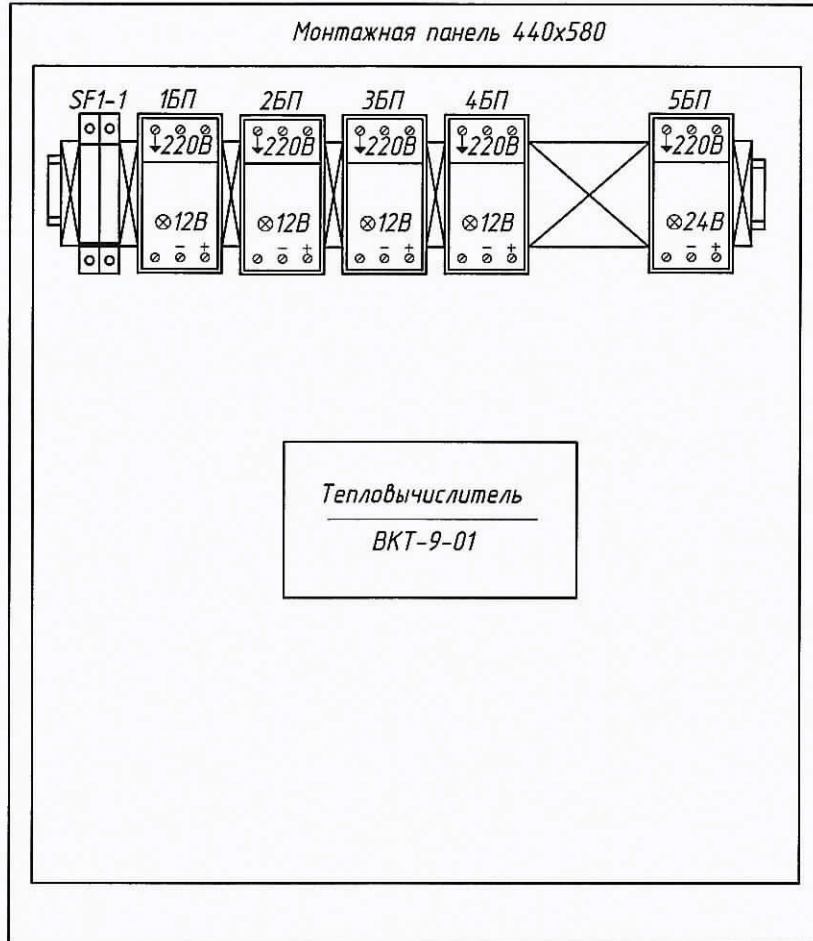 Монтажная панель 440х580
SF1-1 1БП 2БП 3БП 4БП 5БП
220В 220В 220В 220В 220В
12В 12В 12В 12В 24В
- + - + - + - + - +
Тепловычислитель
ВКТ-9-01